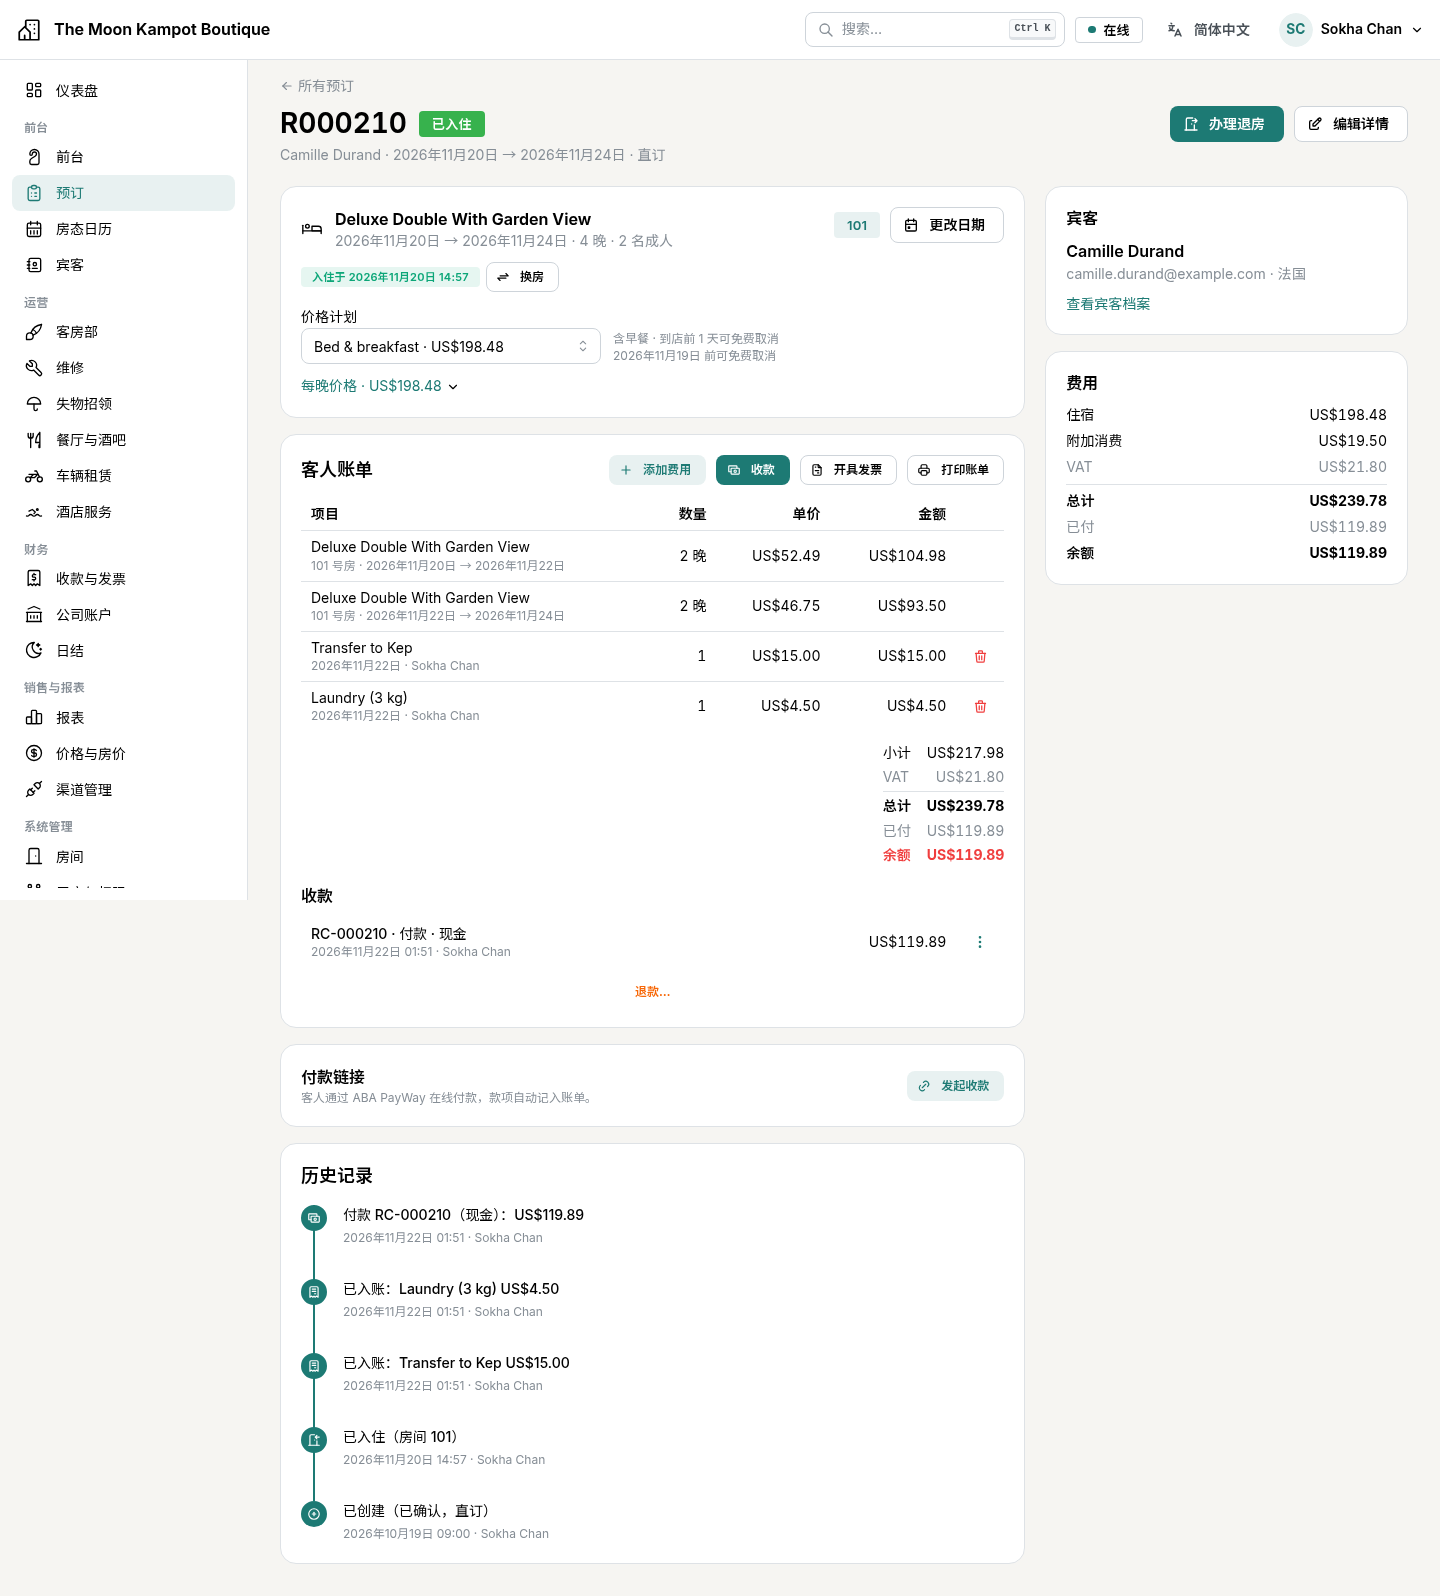 The Moon Kampot Boutique
搜索...
Ctrl K
在线
简体中文
SC
Sokha Chan
仪表盘
前台
前台
预订
房态日历
宾客
运营
客房部
维修
失物招领
餐厅与酒吧
车辆租赁
酒店服务
财务
收款与发票
公司账户
日结
销售与报表
报表
价格与房价
渠道管理
系统管理
房间
← 所有预订
R000210 已入住
Camille Durand · 2026年11月20日 → 2026年11月24日 · 直订
办理退房
编辑详情
Deluxe Double With Garden View
2026年11月20日 → 2026年11月24日 · 4 晚 · 2 名成人
101
更改日期
入住于 2026年11月20日 14:57
换房
价格计划
Bed & breakfast · US$198.48
含早餐 · 到店前 1 天可免费取消
2026年11月19日 前可免费取消
每晚价格 · US$198.48
客人账单
添加费用
收款
开具发票
打印账单
项目 数量 单价 金额
Deluxe Double With Garden View
101 号房 · 2026年11月20日 → 2026年11月22日
2 晚 US$52.49 US$104.98
Deluxe Double With Garden View
101 号房 · 2026年11月22日 → 2026年11月24日
2 晚 US$46.75 US$93.50
Transfer to Kep
2026年11月22日 · Sokha Chan
1 US$15.00 US$15.00
Laundry (3 kg)
2026年11月22日 · Sokha Chan
1 US$4.50 US$4.50
小计 US$217.98
VAT US$21.80
总计 US$239.78
已付 US$119.89
余额 US$119.89
收款
RC-000210 · 付款 · 现金
2026年11月22日 01:51 · Sokha Chan
US$119.89
退款...
付款链接
客人通过 ABA PayWay 在线付款，款项自动记入账单。
发起收款
历史记录
付款 RC-000210（现金）：US$119.89
2026年11月22日 01:51 · Sokha Chan
已入账：Laundry (3 kg) US$4.50
2026年11月22日 01:51 · Sokha Chan
已入账：Transfer to Kep US$15.00
2026年11月22日 01:51 · Sokha Chan
已入住（房间 101）
2026年11月20日 14:57 · Sokha Chan
已创建（已确认，直订）
2026年10月19日 09:00 · Sokha Chan
宾客
Camille Durand
camille.durand@example.com · 法国
查看宾客档案
费用
住宿 US$198.48
附加消费 US$19.50
VAT US$21.80
总计 US$239.78
已付 US$119.89
余额 US$119.89